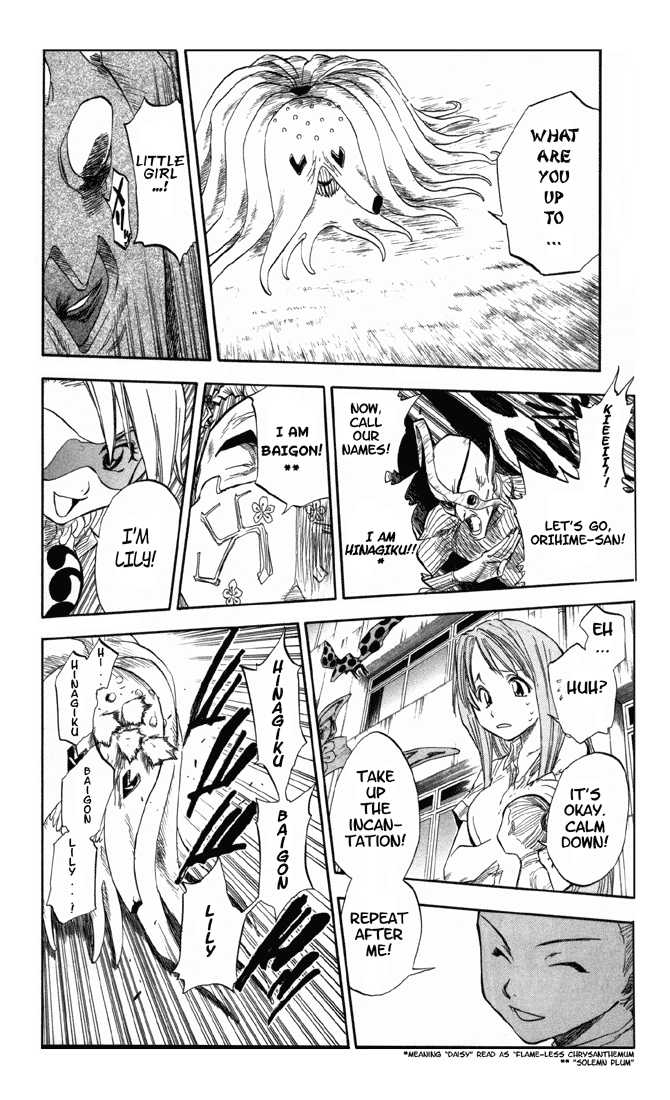 WHAT
ARE
YOU
UP
TO
...
LITTLE
GIRL
...!
KIEEII!!
NOW,
CALL
OUR
NAMES!
I AM
HINAGIKU!!
*
LET'S GO,
ORIHIME-SAN!
I AM
BAIGON!
**
I'M
LILY!
EH
...
HUH?
IT'S
OKAY.
CALM
DOWN!
TAKE
UP
THE
INCAN-
TATION!
REPEAT
AFTER
ME!
HINAGIKU
BAIGON
LILY
HI
HINAGIKU
BAIGON
LILY...?
*MEANING "DAISY" READ AS "FLAME-LESS CHRYSANTHEMUM
** "SOLEMN PLUM"